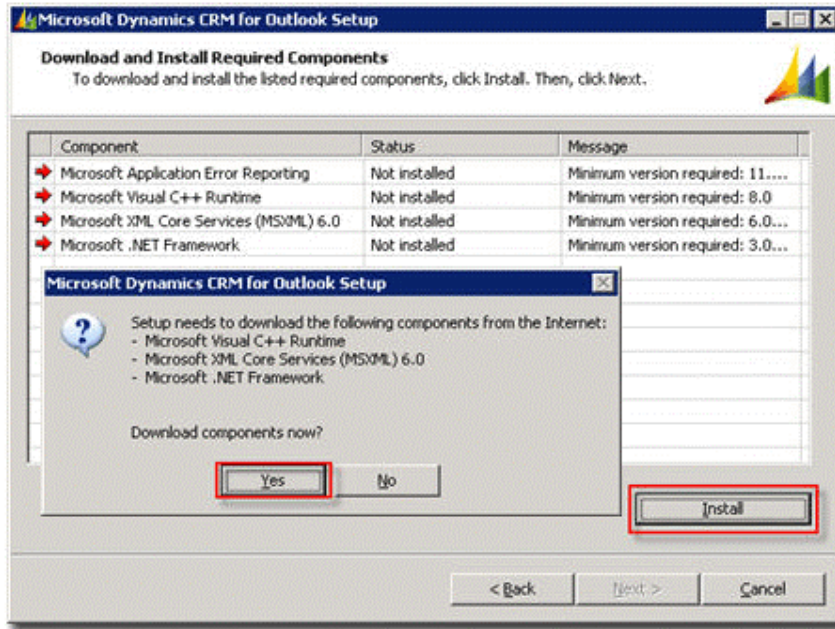 Microsoft Dynamics CRM for Outlook Setup
Download and Install Required Components
To download and install the listed required components, click Install. Then, click Next.
Component Status Message
Microsoft Application Error Reporting Not installed Minimum version required: 11....
Microsoft Visual C++ Runtime Not installed Minimum version required: 8.0
Microsoft XML Core Services (MSXML) 6.0 Not installed Minimum version required: 6.0...
Microsoft .NET Framework Not installed Minimum version required: 3.0...
Microsoft Dynamics CRM for Outlook Setup
Setup needs to download the following components from the Internet:
- Microsoft Visual C++ Runtime
- Microsoft XML Core Services (MSXML) 6.0
- Microsoft .NET Framework
Download components now?
Yes No
Install
< Back Next > Cancel